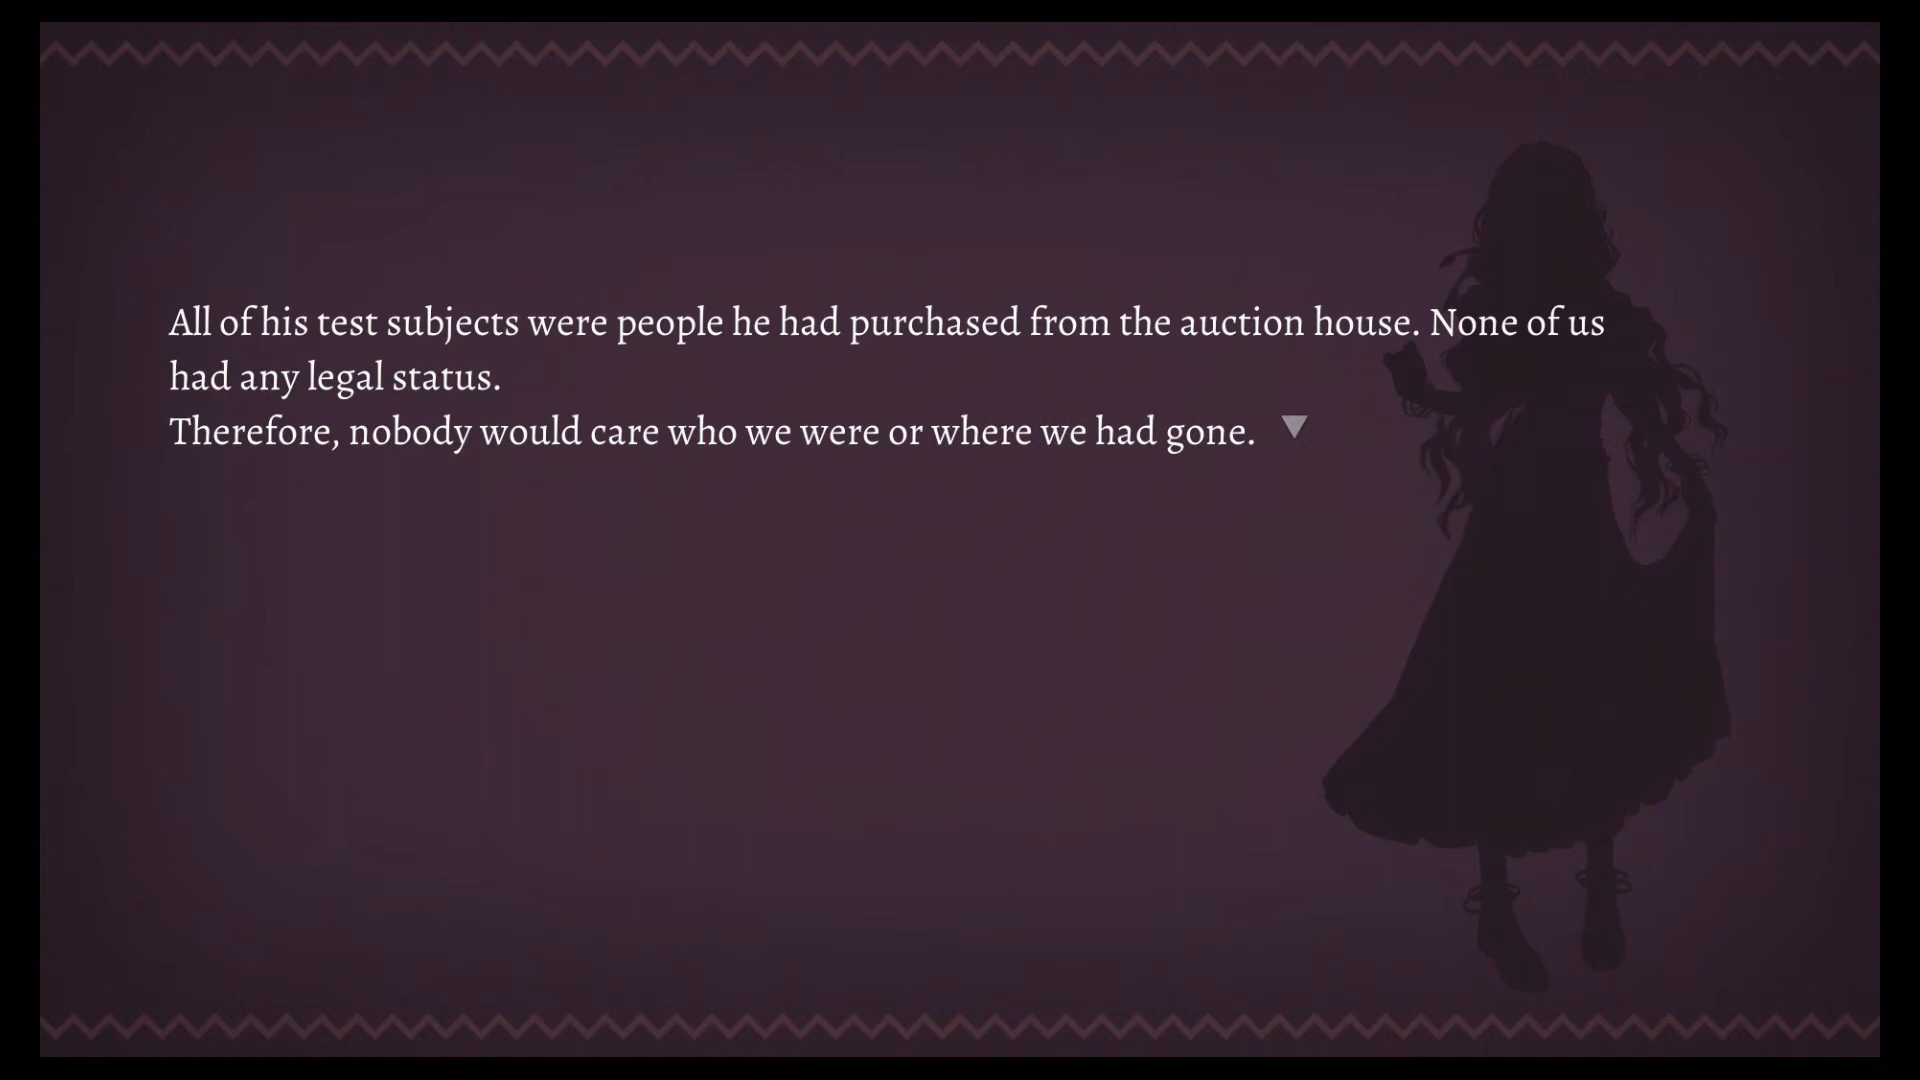 All of his test subjects were people he had purchased from the auction house. None of us
had any legal status.
Therefore, nobody would care who we were or where we had gone.